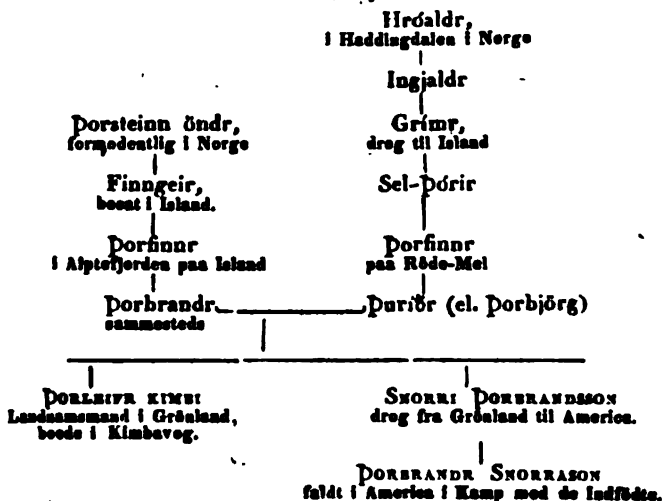 Hróaldr,
i Haddingdalen i Norge
Ingjaldr
Þorsteinn öndr,
formodentlig i Norge
Grímr,
drog til Island
Finngeir,
bosat i Island.
Sel-Þórir
Þorfinnr
i Alptefjorden paa Island
Þorfinnr
paa Röde-Mel
Þorbrandr
sammesteds
Þuríðr (el. Þorbjörg)
ÞORLEIFR KIMBI
Landnamsmand i Grönland,
boede i Kimbavog.
SNORRI ÞORBRANDSSON
drog fra Grönland til America.
ÞORBRANDR SNORRASON
faldt i America i Kamp med de Indfödte.